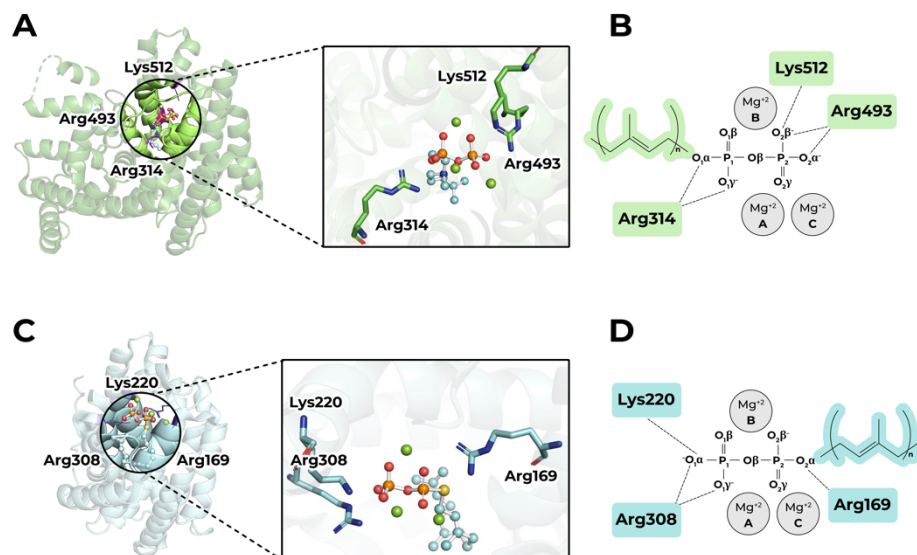 A
Lys512
Arg493
Arg314
Lys512
Arg493
Arg314
B
Lys512
Arg493
Arg314
Mg+2
B
O₁β
O₂β⁻
n
O₁α
P₁
Oβ
P₂
O₂α⁻
O₁γ⁻
O₂γ
Mg+2
A
Mg+2
C
C
Lys220
Arg308
Arg169
Lys220
Arg308
Arg169
D
Lys220
Mg+2
B
O₁β
O₂β⁻
n
⁻O₁α
P₁
Oβ
P₂
O₂α
O₁γ⁻
O₂γ
Arg308
Mg+2
A
Mg+2
C
Arg169